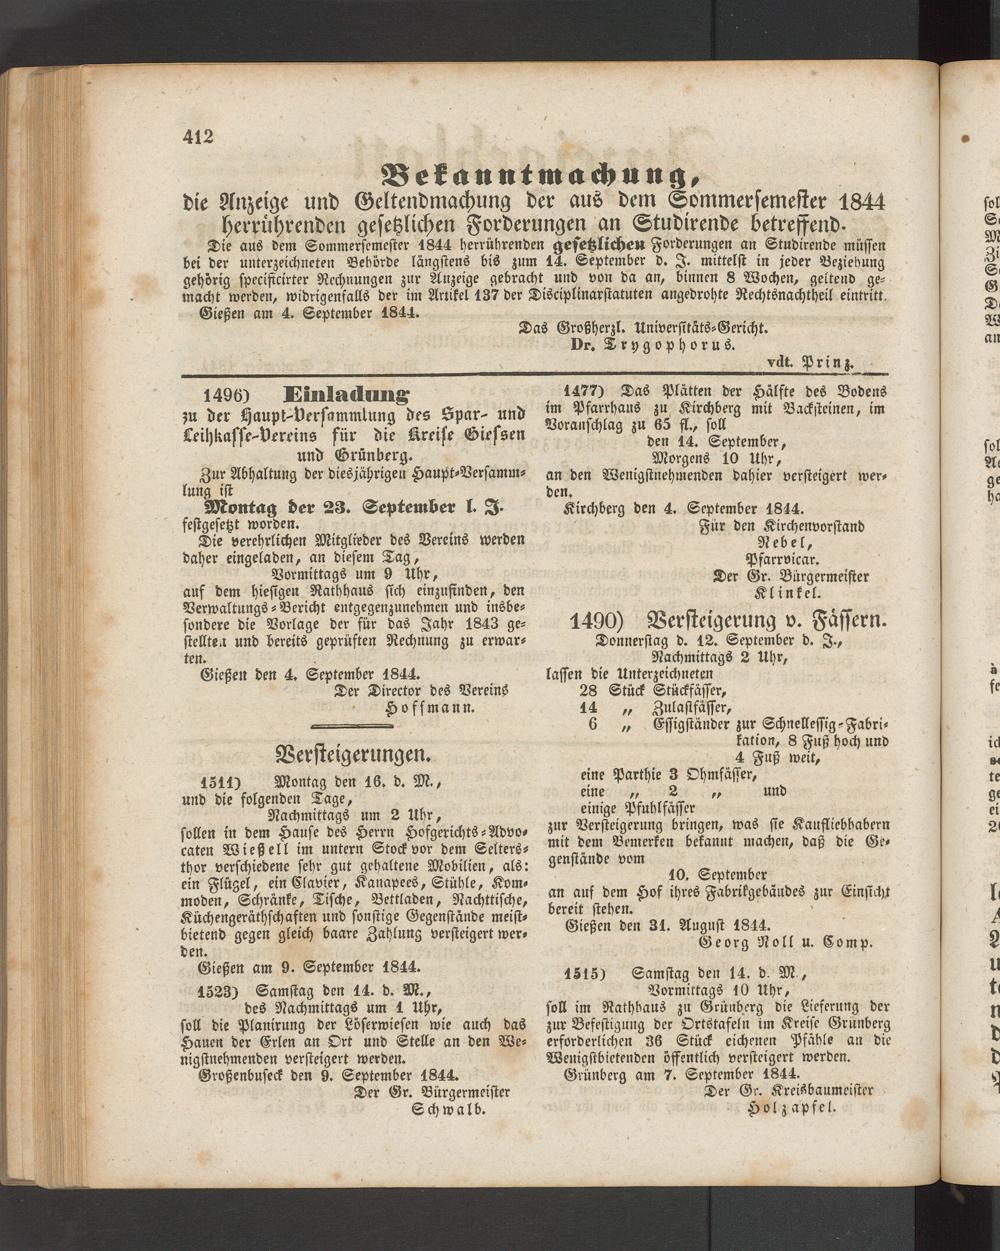 412
Bekanntmachung,
die Anzeige und Geltendmachung der aus dem Sommersemester 1844
herrührenden gesetzlichen Forderungen an Studirende betreffend.
Die aus dem Sommersemester 1844 herrührenden gesetzlichen Forderungen an Studirende müssen
bei der unterzeichneten Behörde längstens bis zum 14. September d. J. mittelst in jeder Beziehung
gehörig specificirter Rechnungen zur Anzeige gebracht und von da an, binnen 8 Wochen, geltend ge-
macht werden, widrigenfalls der im Artikel 137 der Disciplinarstatuten angedrohte Rechtsnachtheil eintritt.
Gießen am 4. September 1844.
Das Großherzl. Universitäts-Gericht.
Dr. Trygophorus.
vdt. Prinz.
1496) Einladung
zu der Haupt-Versammlung des Spar- und
Leihkasse-Vereins für die Kreise Giessen
und Grünberg.
Zur Abhaltung der diesjährigen Haupt-Versamm-
lung ist
Montag der 23. September l. J.
festgesetzt worden.
Die verehrlichen Mitglieder des Vereins werden
daher eingeladen, an diesem Tag,
Vormittags um 9 Uhr,
auf dem hiesigen Rathhaus sich einzufinden, den
Verwaltungs-Bericht entgegenzunehmen und insbe-
sondere die Vorlage der für das Jahr 1843 ge-
stellten und bereits geprüften Rechnung zu erwar-
ten.
Gießen den 4. September 1844.
Der Director des Vereins
Hoffmann.
Versteigerungen.
1511) Montag den 16. d. M.,
und die folgenden Tage,
Nachmittags um 2 Uhr,
sollen in dem Hause des Herrn Hofgerichts-Advo-
caten Wießell im untern Stock vor dem Selters-
thor verschiedene sehr gut gehaltene Mobilien, als:
ein Flügel, ein Clavier, Kanapees, Stühle, Kom-
moden, Schränke, Tische, Bettladen, Nachttische,
Küchengeräthschaften und sonstige Gegenstände meist-
bietend gegen gleich baare Zahlung versteigert wer-
den.
Gießen am 9. September 1844.
1523) Samstag den 14. d. M.,
des Nachmittags um 1 Uhr,
soll die Planirung der Löserwiesen wie auch das
Hauen der Erlen an Ort und Stelle an den We-
nigstnehmenden versteigert werden.
Großenbuseck den 9. September 1844.
Der Gr. Bürgermeister
Schwalb.
1477) Das Plätten der Hälfte des Bodens
im Pfarrhaus zu Kirchberg mit Backsteinen, im
Voranschlag zu 65 fl., soll
den 14. September,
Morgens 10 Uhr,
an den Wenigstnehmenden dahier versteigert wer-
den.
Kirchberg den 4. September 1844.
Für den Kirchenvorstand
Nebel,
Pfarrvicar.
Der Gr. Bürgermeister
Klinkel.
1490) Versteigerung v. Fässern.
Donnerstag d. 12. September d. J.,
Nachmittags 2 Uhr,
lassen die Unterzeichneten
28 Stück Stückfässer,
14 „ Zulastfässer,
6 „ Essigständer zur Schnellessig-Fabri-
kation, 8 Fuß hoch und
4 Fuß weit,
eine Parthie 3 Ohmfässer,
eine „ 2 „ und
einige Pfuhlfässer
zur Versteigerung bringen, was sie Kaufliebhabern
mit dem Bemerken bekannt machen, daß die Ge-
genstände vom
10. September
an auf dem Hof ihres Fabrikgebäudes zur Einsicht
bereit stehen.
Gießen den 31. August 1844.
Georg Noll u. Comp.
1515) Samstag den 14. d. M.,
Vormittags 10 Uhr,
soll im Rathhaus zu Grünberg die Lieferung der
zur Befestigung der Ortstafeln im Kreise Grünberg
erforderlichen 36 Stück eichenen Pfähle an die
Wenigstbietenden öffentlich versteigert werden.
Grünberg am 7. September 1844.
Der Gr. Kreisbaumeister
Holzapfel.